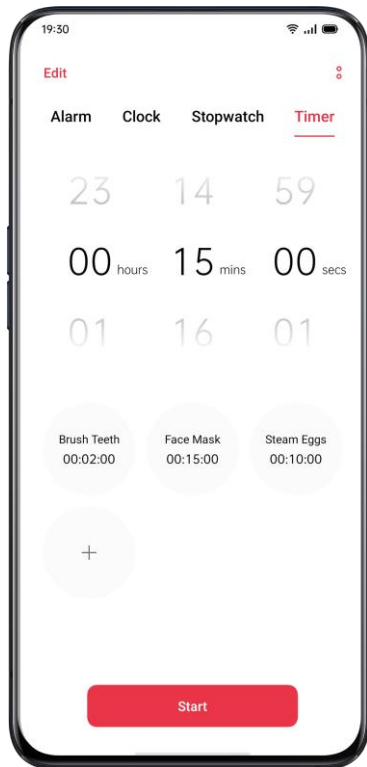 19:30
Edit
Alarm Clock Stopwatch Timer
23 14 59
00 hours 15 mins 00 secs
01 16 01
Brush Teeth Face Mask Steam Eggs
00:02:00 00:15:00 00:10:00
+
Start